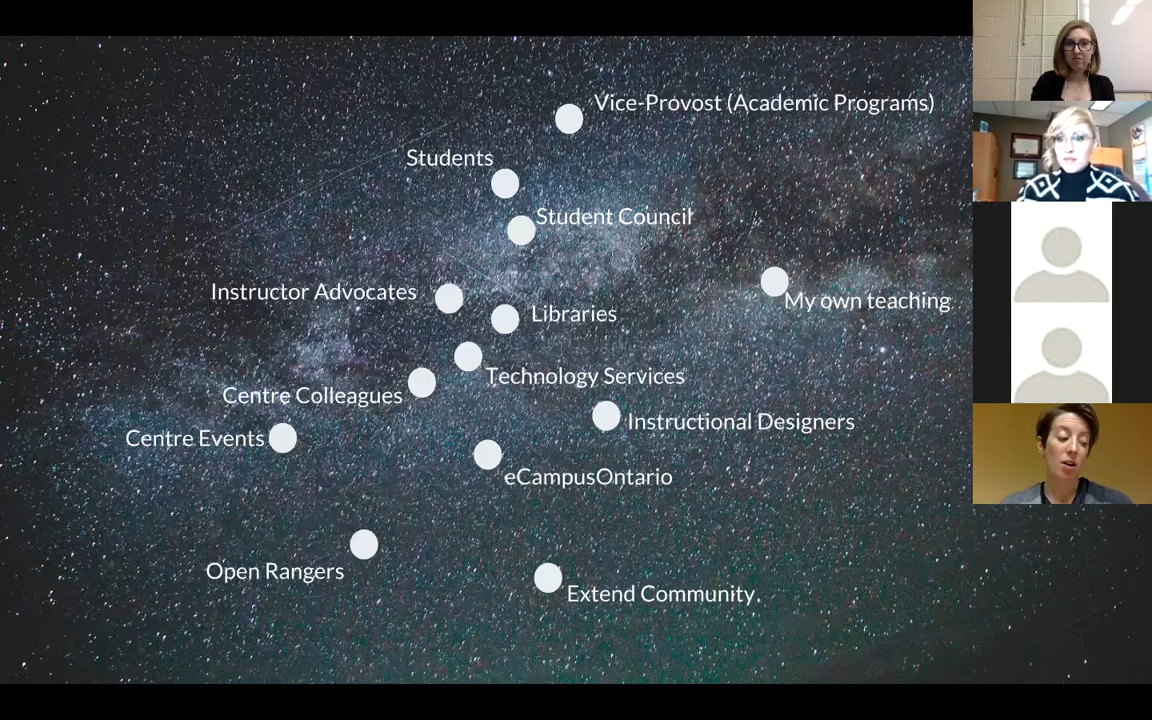 Vice-Provost (Academic Programs)
Students
Student Council
Instructor Advocates
My own teaching
Libraries
Technology Services
Centre Colleagues
Instructional Designers
Centre Events
eCampusOntario
Open Rangers
Extend Community.